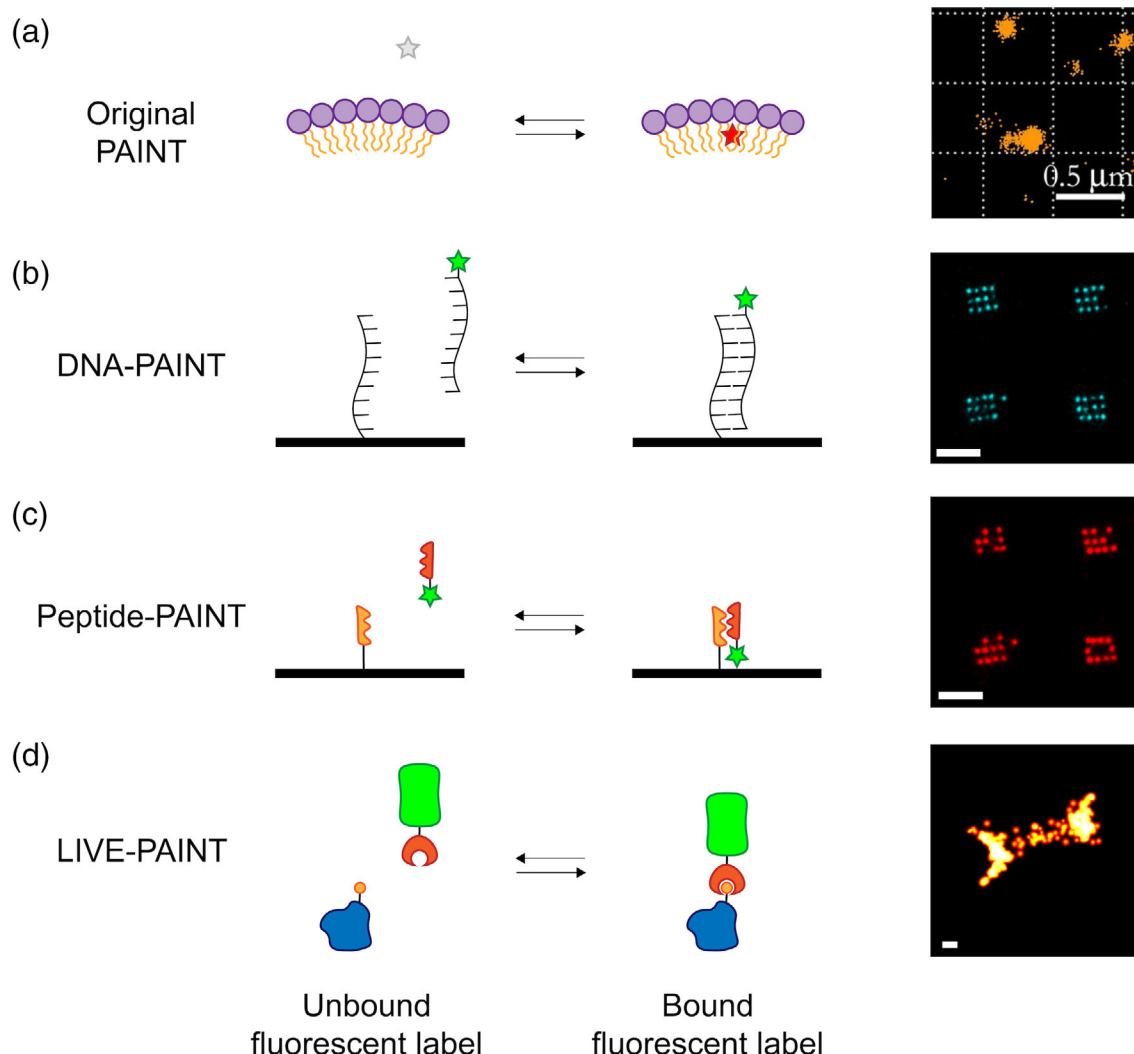 (a)
Original
PAINT
0.5 μm
(b)
DNA-PAINT
(c)
Peptide-PAINT
(d)
LIVE-PAINT
Unbound
fluorescent label
Bound
fluorescent label